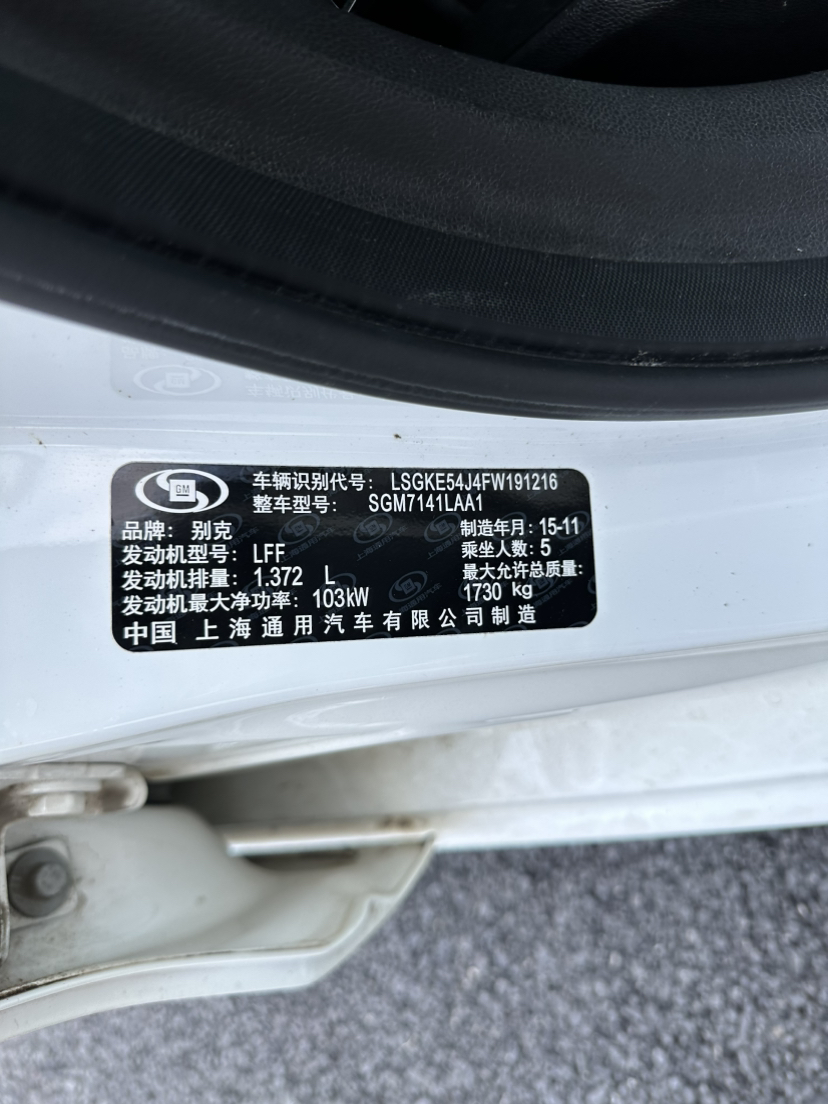 GM
车辆识别代号: LSGKE54J4FW191216
整车型号: SGM7141LAA1
品牌: 别克
制造年月: 15-11
发动机型号: LFF
乘坐人数: 5
发动机排量: 1.372 L
最大允许总质量:
1730 kg
发动机最大净功率: 103kW
中国 上海通用汽车有限公司制造